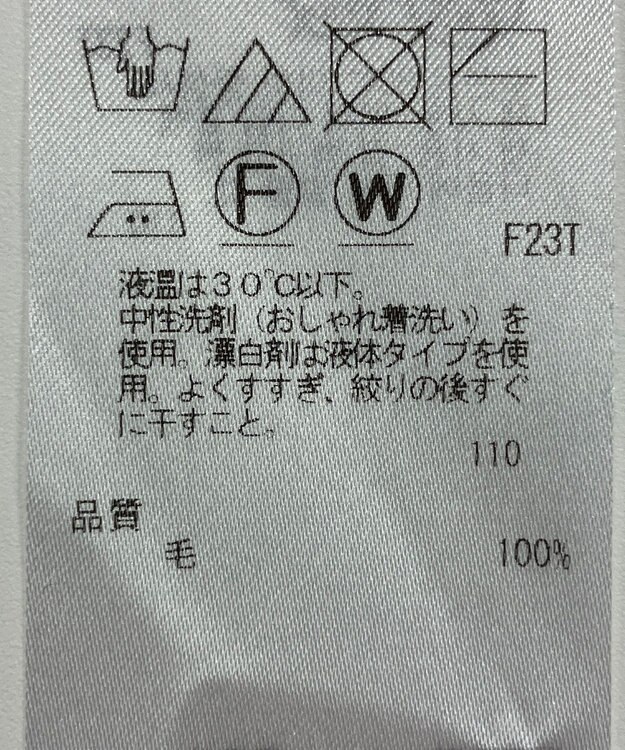 F
W
F23T
液温は30℃以下。
中性洗剤（おしゃれ着洗い）を
使用。漂白剤は液体タイプを使
用。よくすすぎ、絞りの後すぐ
に干すこと。
110
品質
毛 100%